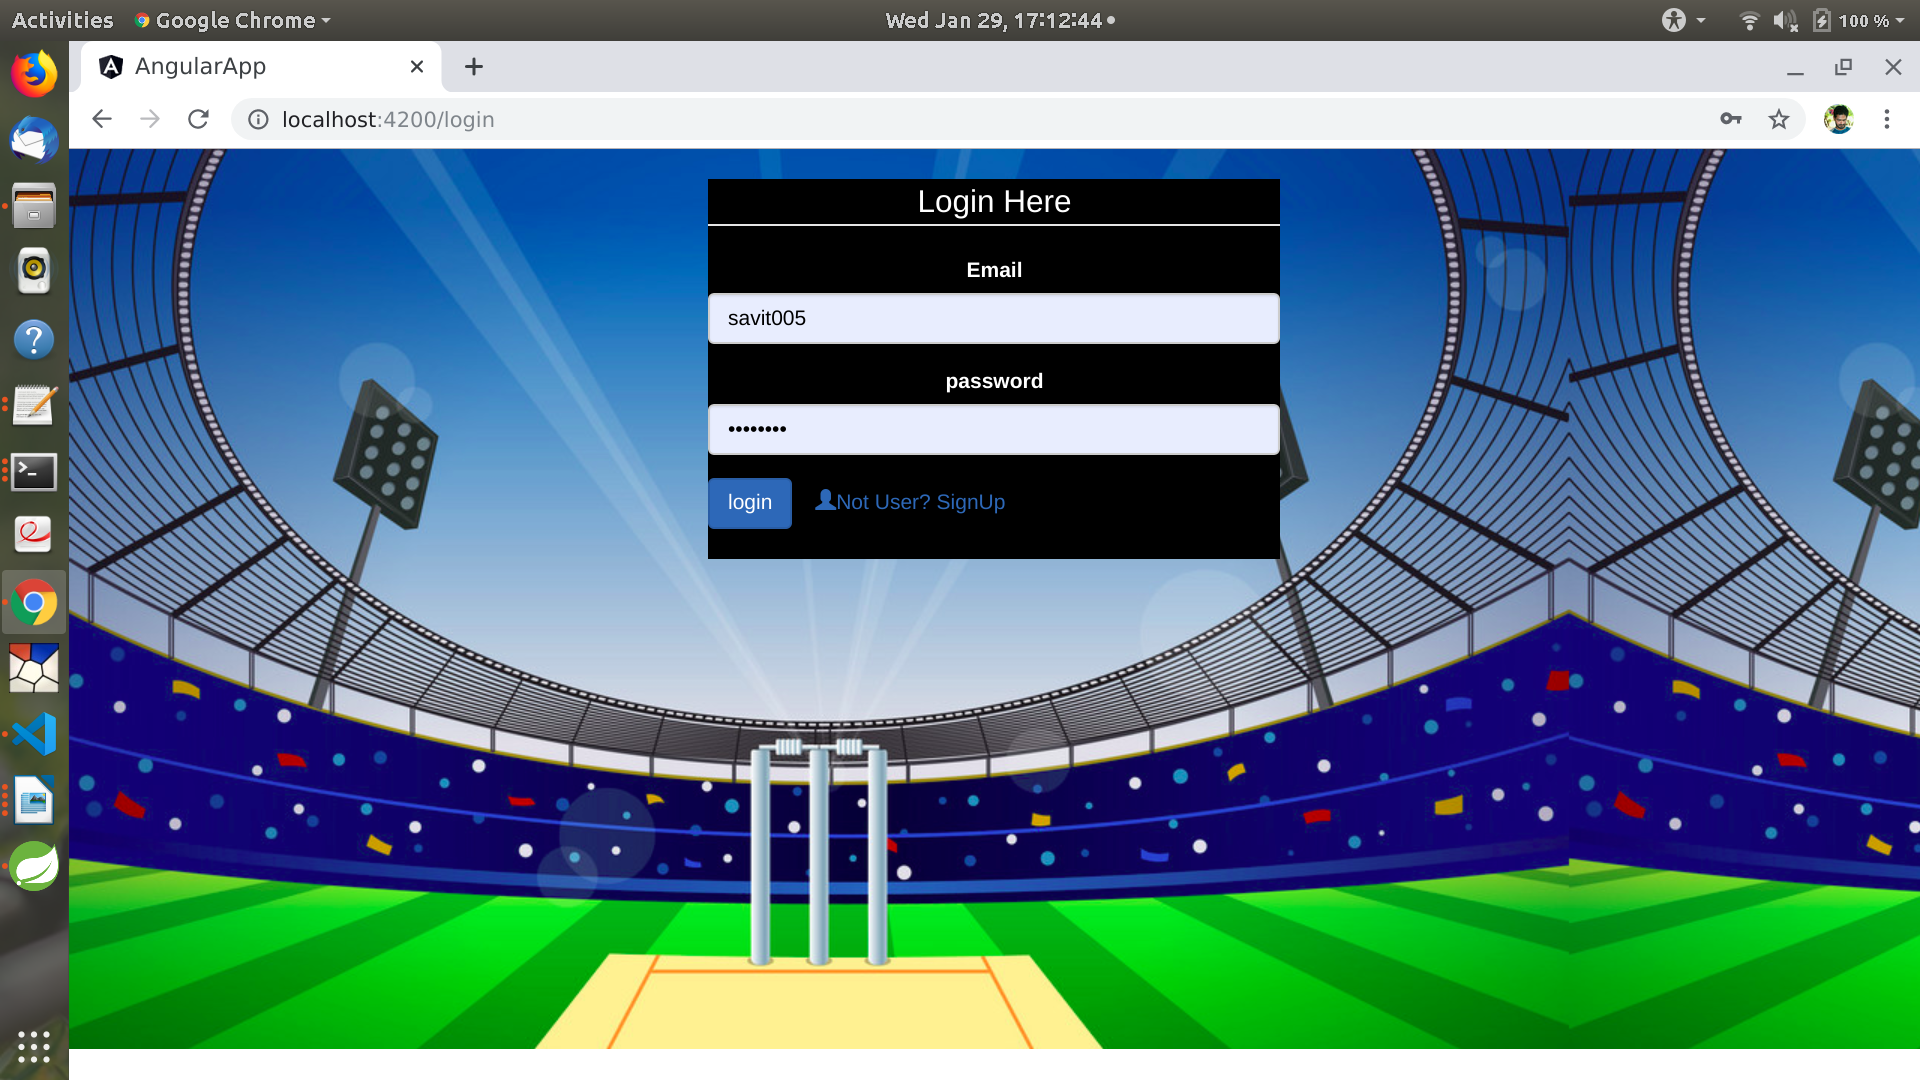 Activities Google Chrome Wed Jan 29, 17:12:44 100 %
AngularApp
localhost:4200/login
Login Here
Email
savit005
password
••••••••
login Not User? SignUp